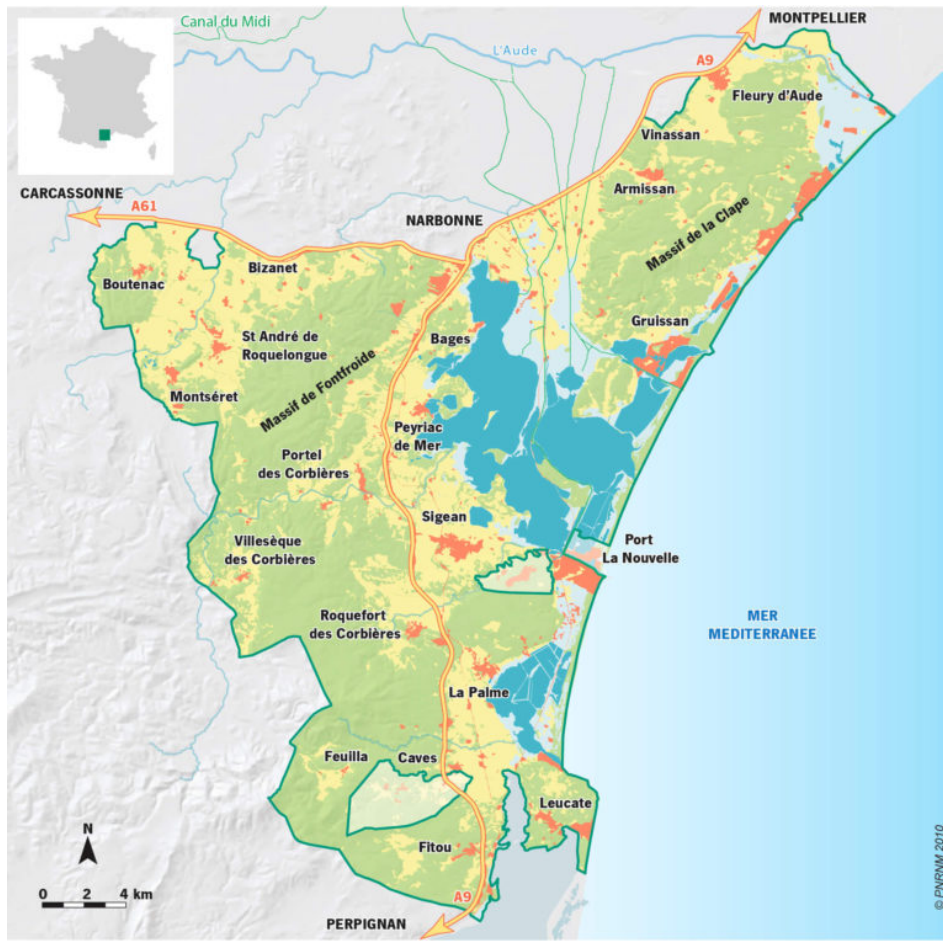 MONTPELLIER
Canal du Midi
L'Aude
A9
Fleury d'Aude
Vinassan
Armissan
CARCASSONNE
A61
NARBONNE
Massif de la Clape
Bizanet
Boutenac
Gruissan
St André de
Roquelongue
Bages
Massif de Fontfroide
Montséret
Peyriac
de Mer
Portel
des Corbières
Sigean
Villesèque
des Corbières
Port
La Nouvelle
Roquefort
des Corbières
MER
MEDITERRANEE
La Palme
Feuilla
Caves
Leucate
Fitou
N
0 2 4 km
A9
PERPIGNAN
© PNRNM 2010